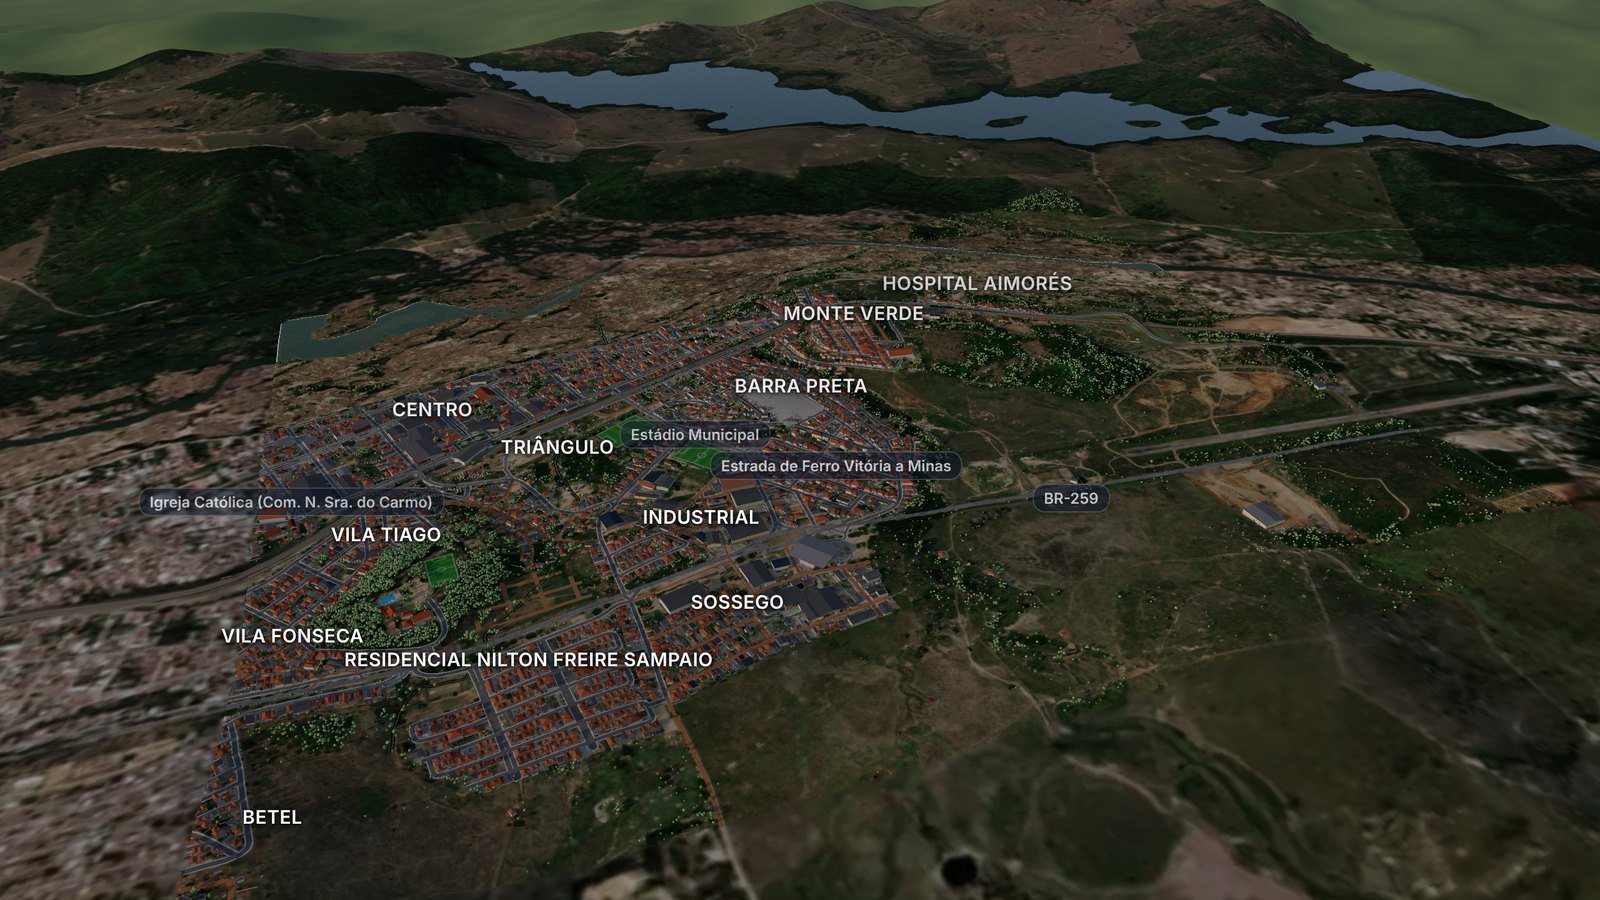 HOSPITAL AIMORÉS
MONTE VERDE
BARRA PRETA
CENTRO
Estádio Municipal
TRIÂNGULO
Estrada de Ferro Vitória a Minas
BR-259
Igreja Católica (Com. N. Sra. do Carmo)
INDUSTRIAL
VILA TIAGO
SOSSEGO
VILA FONSECA
RESIDENCIAL NILTON FREIRE SAMPAIO
BETEL